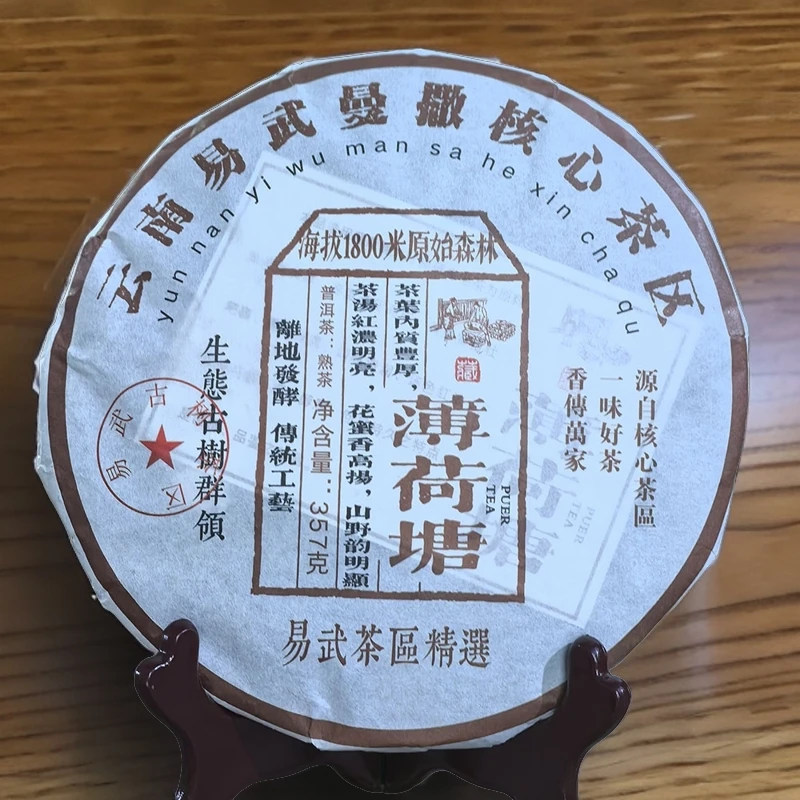 云南易武曼撒核心茶区
yun nan yi wu man sa he xin cha qu
海拔1800米原始森林
源自核心茶區
一味好茶
香傳萬家
藏
薄荷塘
PUER
TEA
茶葉内質豐厚，
茶湯紅濃明亮，花蜜香高揚，山野韵明顯
普洱茶：熟茶 净含量：357克
離地發酵 傳統工藝
生態古樹群領
易武古树
区
易武茶區精選